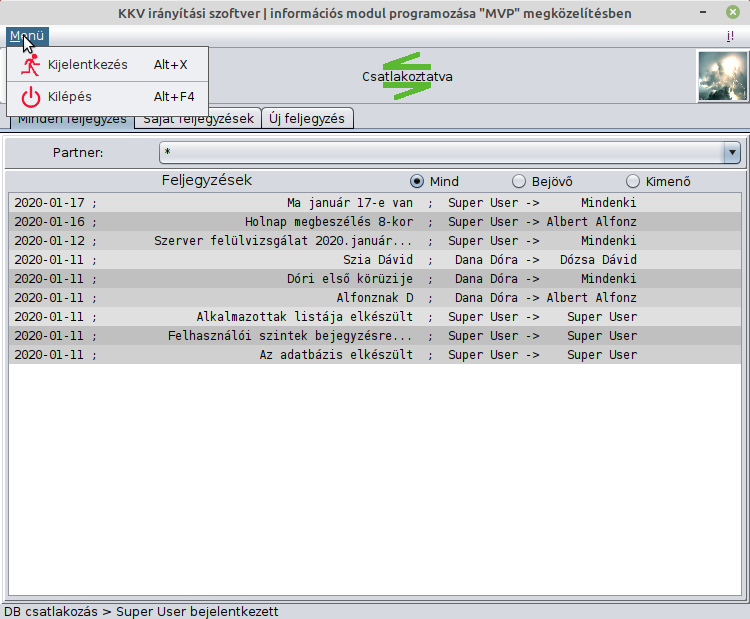 KKV irányítási szoftver | információs modul programozása "MVP" megközelítésben
Menü
i!
Kijelentkezés Alt+X
Kilépés Alt+F4
Csatlakoztatva
Minden feljegyzés Saját feljegyzések Új feljegyzés
Partner: *
Feljegyzések Mind Bejövő Kimenő
2020-01-17 ; Ma január 17-e van ; Super User -> Mindenki
2020-01-16 ; Holnap megbeszélés 8-kor ; Super User -> Albert Alfonz
2020-01-12 ; Szerver felülvizsgálat 2020.január... ; Super User -> Mindenki
2020-01-11 ; Szia Dávid ; Dana Dóra -> Dózsa Dávid
2020-01-11 ; Dóri első körüzije ; Dana Dóra -> Mindenki
2020-01-11 ; Alfonznak D ; Dana Dóra -> Albert Alfonz
2020-01-11 ; Alkalmazottak listája elkészült ; Super User -> Super User
2020-01-11 ; Felhasználói szintek bejegyzésre... ; Super User -> Super User
2020-01-11 ; Az adatbázis elkészült ; Super User -> Super User
DB csatlakozás > Super User bejelentkezett